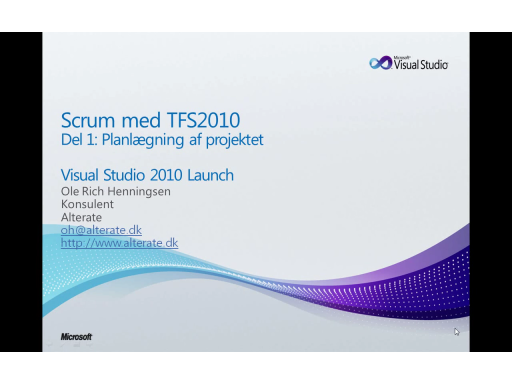 Microsoft
Visual Studio
Scrum med TFS2010
Del 1: Planlægning af projektet
Visual Studio 2010 Launch
Ole Rich Henningsen
Konsulent
Alterate
oh@alterate.dk
http://www.alterate.dk
Microsoft